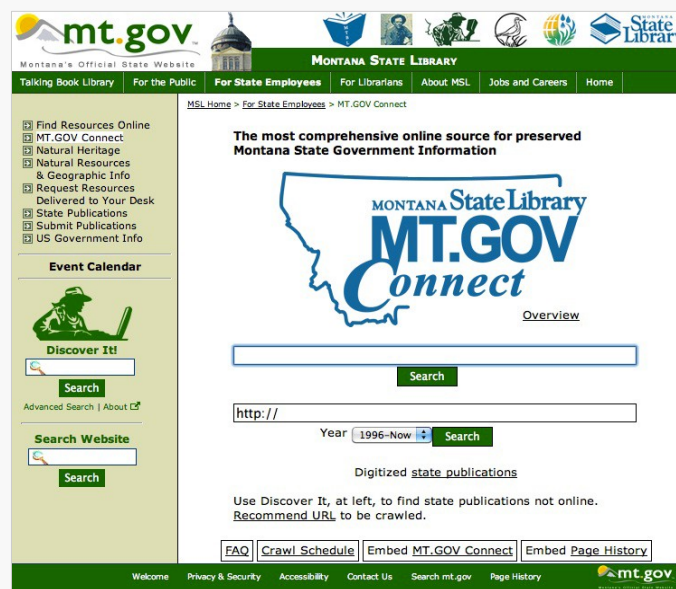 mt.gov
Montana's Official State Website
MTSL
MONTANA
State
Library
MONTANA STATE LIBRARY
Talking Book Library For the Public For State Employees For Librarians About MSL Jobs and Careers Home
MSL Home > For State Employees > MT.GOV Connect
Find Resources Online
MT.GOV Connect
Natural Heritage
Natural Resources
& Geographic Info
Request Resources
Delivered to Your Desk
State Publications
Submit Publications
US Government Info
Event Calendar
Discover It!
Search
Advanced Search | About
Search Website
Search
The most comprehensive online source for preserved
Montana State Government Information
MONTANA State Library
MT.GOV
Connect
Overview
Search
http://
Year 1996-Now Search
Digitized state publications
Use Discover It, at left, to find state publications not online.
Recommend URL to be crawled.
FAQ Crawl Schedule Embed MT.GOV Connect Embed Page History
Welcome Privacy & Security Accessibility Contact Us Search mt.gov Page History
mt.gov